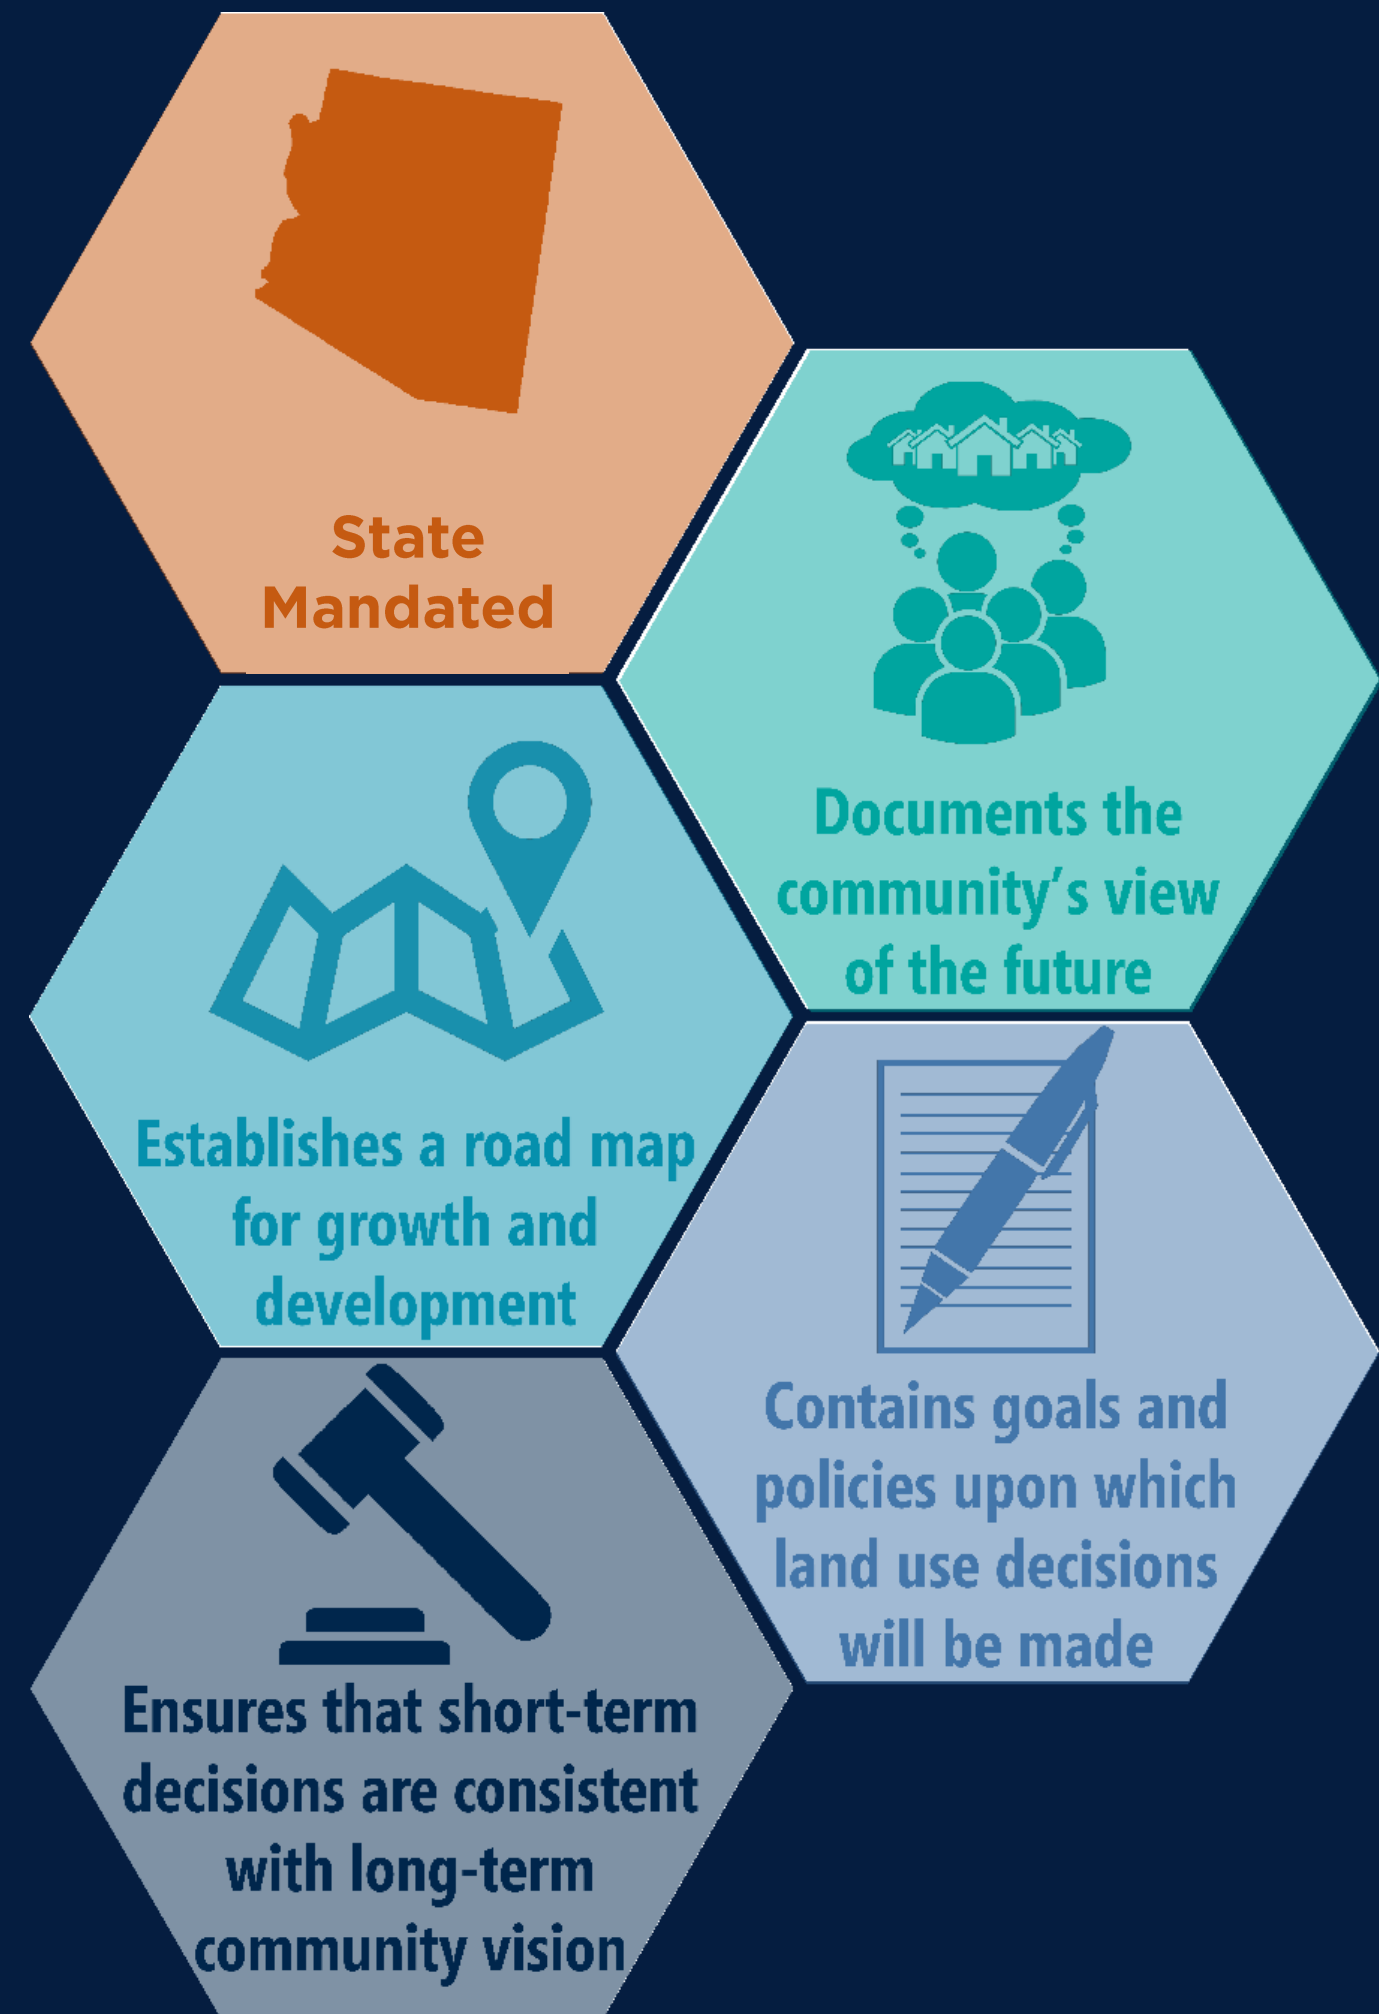 State
Mandated
Documents the
community’s view
of the future
Establishes a road map
for growth and
development
Contains goals and
policies upon which
land use decisions
will be made
Ensures that short-term
decisions are consistent
with long-term
community vision